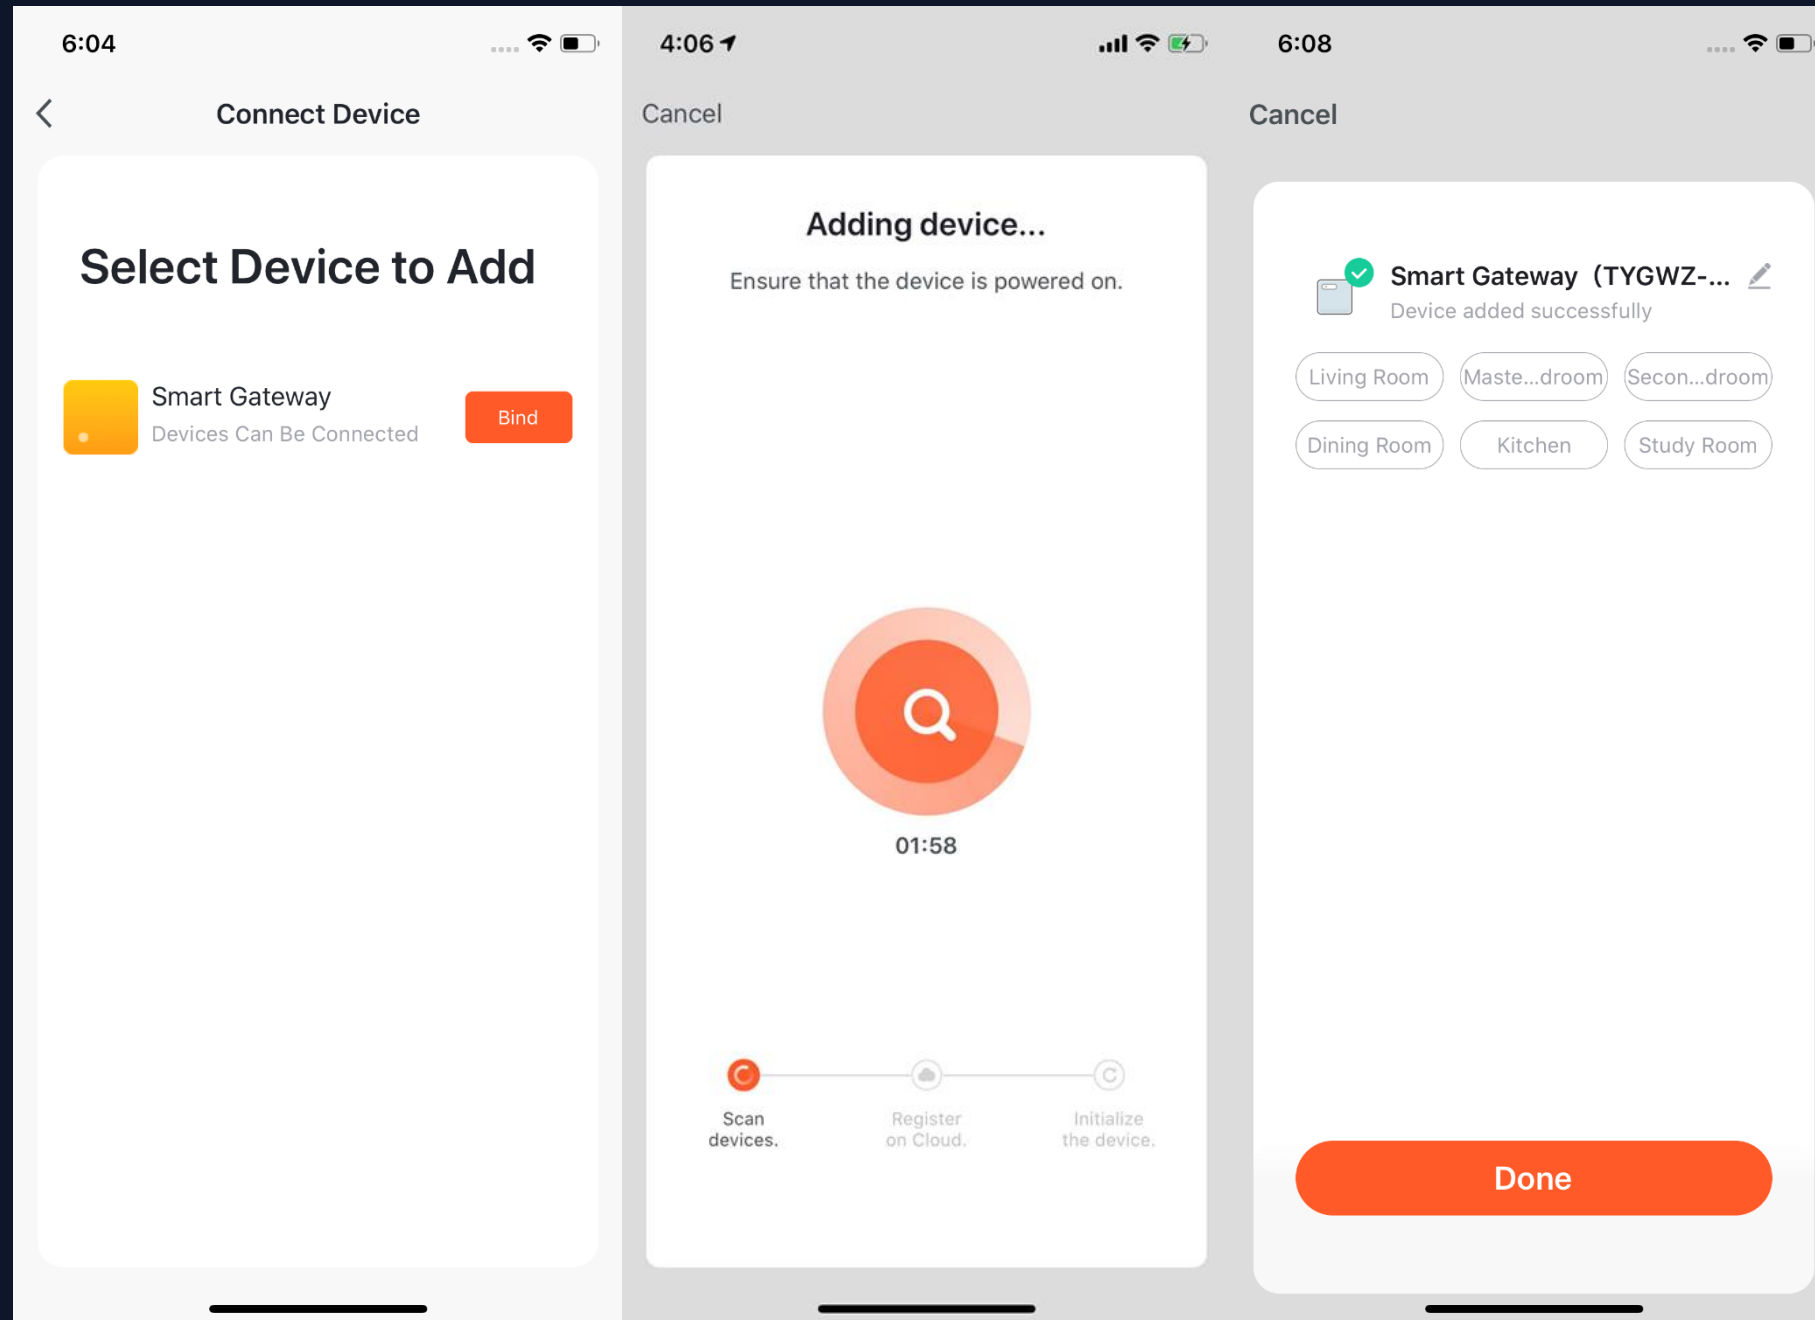 6:04
Connect Device
Select Device to Add
Smart Gateway
Devices Can Be Connected
Bind
4:06
Cancel
Adding device...
Ensure that the device is powered on.
01:58
Scan
devices.
Register
on Cloud.
Initialize
the device.
6:08
Cancel
Smart Gateway（TYGWZ-...
Device added successfully
Living Room
Maste...droom
Secon...droom
Dining Room
Kitchen
Study Room
Done